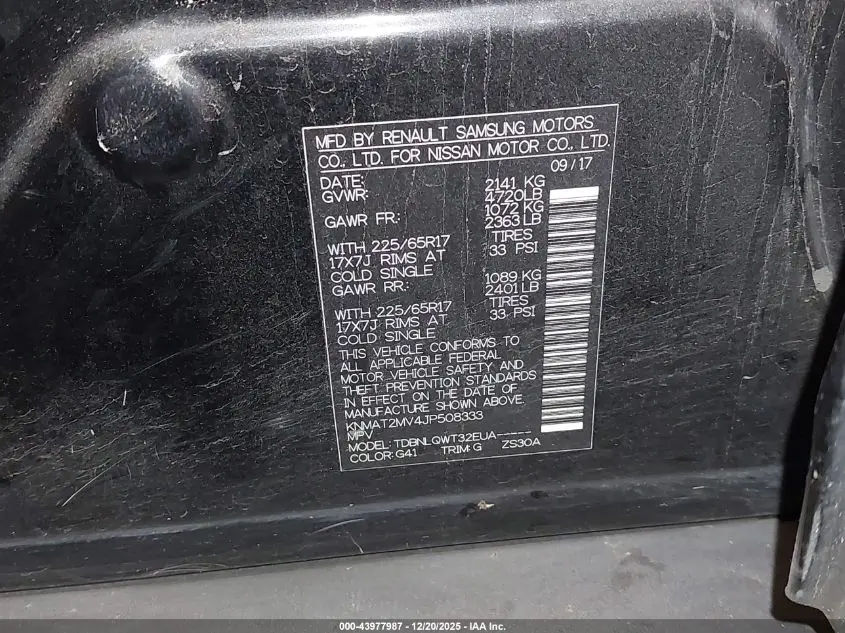 MFD BY RENAULT SAMSUNG MOTORS
CO., LTD. FOR NISSAN MOTOR CO., LTD.
DATE: 09/17
GVWR: 2141 KG
4720LB
GAWR FR.: 1072 KG
2363 LB
WITH 225/65R17 TIRES
17X7J RIMS AT 33 PSI
COLD SINGLE
GAWR RR.: 1089 KG
2401LB
WITH 225/65R17 TIRES
17X7J RIMS AT 33 PSI
COLD SINGLE
THIS VEHICLE CONFORMS TO
ALL APPLICABLE FEDERAL
MOTOR VEHICLE SAFETY AND
THEFT PREVENTION STANDARDS
IN EFFECT ON THE DATE OF
MANUFACTURE SHOWN ABOVE.
KNMAT2MV4JP508333
MPV
MODEL: TDBNLQWT32EUA-----
COLOR: G41 TRIM: G ZS30A
000-43977987 - 12/20/2025 - IAA Inc.